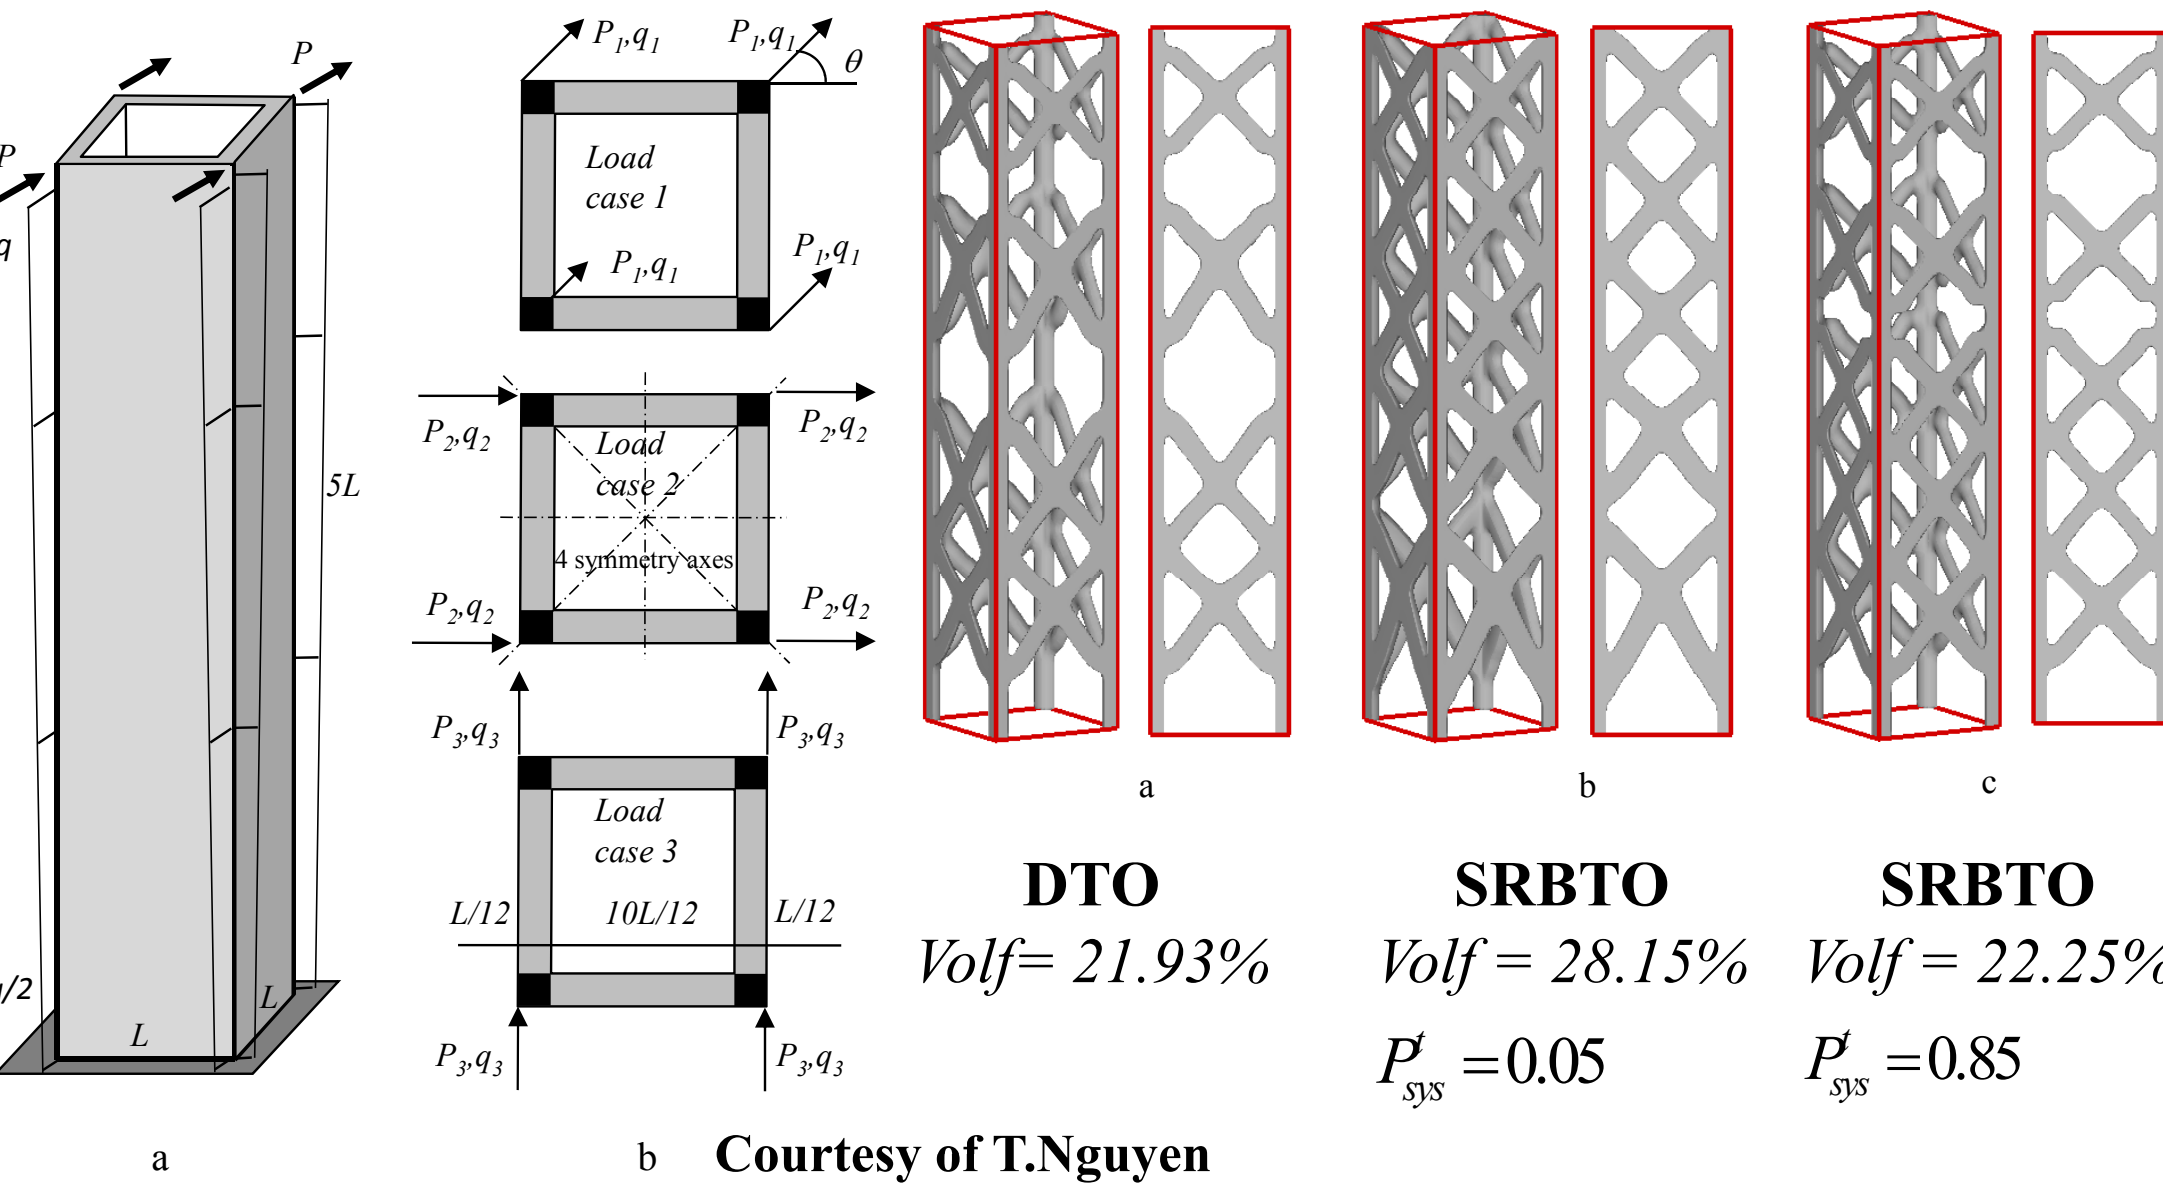 P
P
q
5L
q/2
L
L
a
P1,q1
P1,q1
θ
Load
case 1
P1,q1
P1,q1
P2,q2
P2,q2
Load
case 2
4 symmetry axes
P2,q2
P2,q2
P3,q3
P3,q3
Load
case 3
L/12
10L/12
L/12
P3,q3
P3,q3
b
a
b
c
DTO
Volf= 21.93%
SRBTO
Volf = 28.15%
P^t_sys =0.05
SRBTO
Volf = 22.25%
P^t_sys =0.85
Courtesy of T.Nguyen